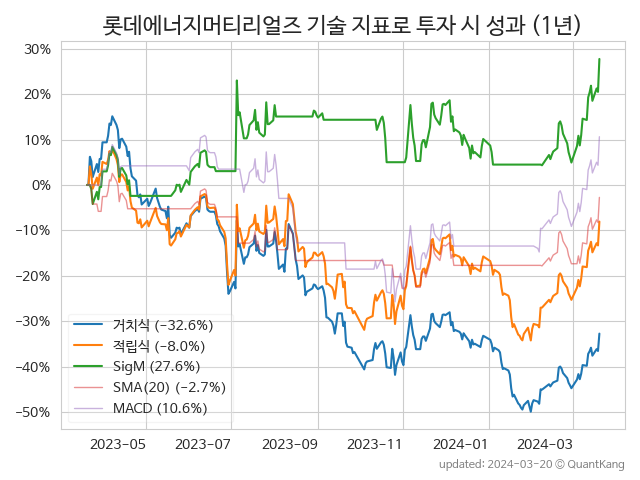 롯데에너지머티리얼즈 기술 지표로 투자 시 성과 (1년)
30%
20%
10%
0%
−10%
−20%
−30%
−40%
−50%
거치식 (−32.6%)
적립식 (−8.0%)
SigM (27.6%)
SMA(20) (−2.7%)
MACD (10.6%)
2023−05
2023−07
2023−09
2023−11
2024−01
2024−03
updated: 2024-03-20 © QuantKang